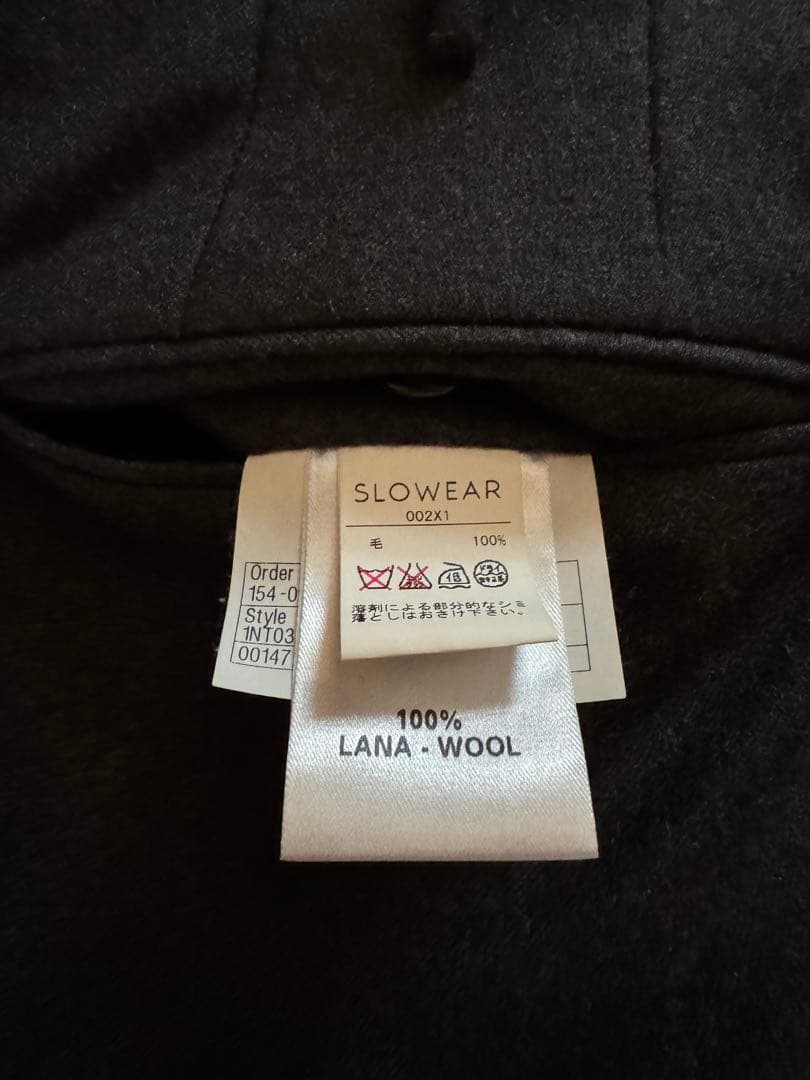 SLOWEAR
002X1
毛 100%
溶剤による部分的なシミ
落としはおさけ下さい。
Order
154-0
Style
1NT03
00147
100%
LANA - WOOL